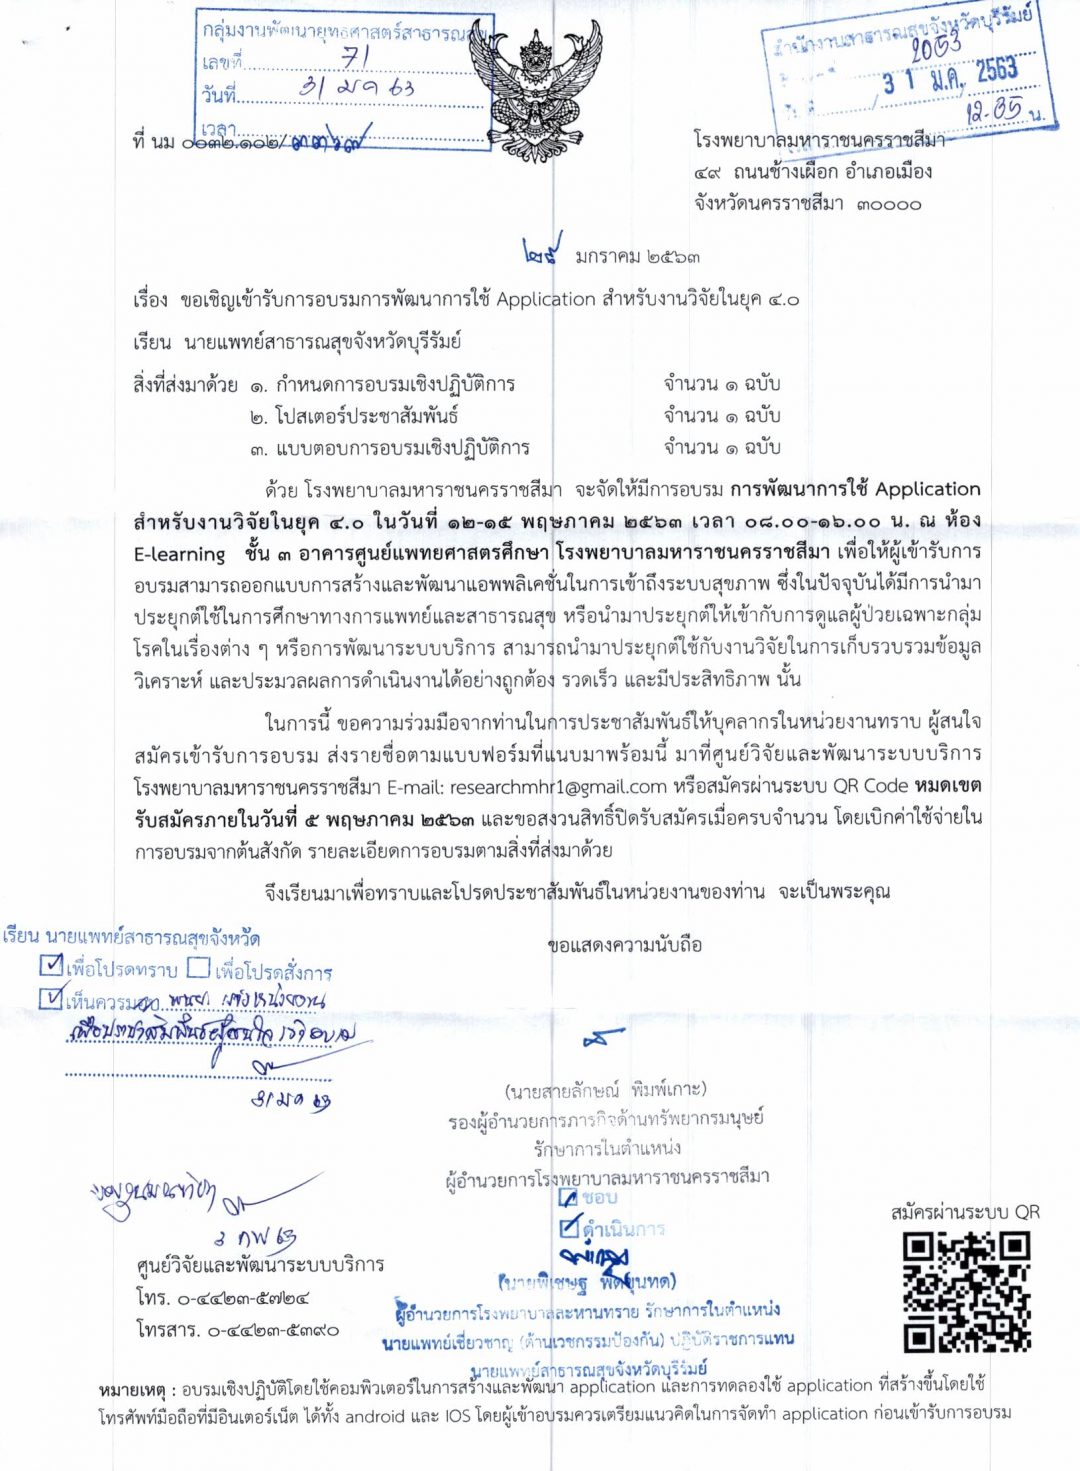 กลุ่มงานพัฒนายุทธศาสตร์สาธารณสุข
เลขที่ 71
วันที่ 31 มค 63
เวลา
สำนักงานสาธารณสุขจังหวัดบุรีรัมย์
2053
31 ม.ค. 2563
12-35 น.
ที่ นม ๐๐๓๒.๑๐๒/๓๓๖๗
โรงพยาบาลมหาราชนครราชสีมา
๔๙ ถนนช้างเผือก อำเภอเมือง
จังหวัดนครราชสีมา ๓๐๐๐๐
๒๙ มกราคม ๒๕๖๓
เรื่อง ขอเชิญเข้ารับการอบรมการพัฒนาการใช้ Application สำหรับงานวิจัยในยุค ๔.๐
เรียน นายแพทย์สาธารณสุขจังหวัดบุรีรัมย์
สิ่งที่ส่งมาด้วย ๑. กำหนดการอบรมเชิงปฏิบัติการ จำนวน ๑ ฉบับ
๒. โปสเตอร์ประชาสัมพันธ์ จำนวน ๑ ฉบับ
๓. แบบตอบการอบรมเชิงปฏิบัติการ จำนวน ๑ ฉบับ
ด้วย โรงพยาบาลมหาราชนครราชสีมา จะจัดให้มีการอบรม การพัฒนาการใช้ Application
สำหรับงานวิจัยในยุค ๔.๐ ในวันที่ ๑๒-๑๕ พฤษภาคม ๒๕๖๓ เวลา ๐๘.๐๐-๑๖.๐๐ น. ณ ห้อง
E-learning ชั้น ๓ อาคารศูนย์แพทยศาสตรศึกษา โรงพยาบาลมหาราชนครราชสีมา เพื่อให้ผู้เข้ารับการ
อบรมสามารถออกแบบการสร้างและพัฒนาแอพพลิเคชั่นในการเข้าถึงระบบสุขภาพ ซึ่งในปัจจุบันได้มีการนำมา
ประยุกต์ใช้ในการศึกษาทางการแพทย์และสาธารณสุข หรือนำมาประยุกต์ให้เข้ากับการดูแลผู้ป่วยเฉพาะกลุ่ม
โรคในเรื่องต่าง ๆ หรือการพัฒนาระบบบริการ สามารถนำมาประยุกต์ใช้กับงานวิจัยในการเก็บรวบรวมข้อมูล
วิเคราะห์ และประมวลผลการดำเนินงานได้อย่างถูกต้อง รวดเร็ว และมีประสิทธิภาพ นั้น
ในการนี้ ขอความร่วมมือจากท่านในการประชาสัมพันธ์ให้บุคลากรในหน่วยงานทราบ ผู้สนใจ
สมัครเข้ารับการอบรม ส่งรายชื่อตามแบบฟอร์มที่แนบมาพร้อมนี้ มาที่ศูนย์วิจัยและพัฒนาระบบบริการ
โรงพยาบาลมหาราชนครราชสีมา E-mail: researchmhr1@gmail.com หรือสมัครผ่านระบบ QR Code หมดเขต
รับสมัครภายในวันที่ ๕ พฤษภาคม ๒๕๖๓ และขอสงวนสิทธิ์ปิดรับสมัครเมื่อครบจำนวน โดยเบิกค่าใช้จ่ายใน
การอบรมจากต้นสังกัด รายละเอียดการอบรมตามสิ่งที่ส่งมาด้วย
จึงเรียนมาเพื่อทราบและโปรดประชาสัมพันธ์ในหน่วยงานของท่าน จะเป็นพระคุณ
ขอแสดงความนับถือ
เรียน นายแพทย์สาธารณสุขจังหวัด
เพื่อโปรดทราบ เพื่อโปรดสั่งการ
เห็นควรมอบ
31 มค 63
(นายสายลักษณ์ พิมพ์เกาะ)
รองผู้อำนวยการภารกิจด้านทรัพยากรมนุษย์
รักษาการในตำแหน่ง
ผู้อำนวยการโรงพยาบาลมหาราชนครราชสีมา
ชอบ
ดำเนินการ
(นายพิเชษฐ พืดขุนทด)
ผู้อำนวยการโรงพยาบาลละหานทราย รักษาการในตำแหน่ง
นายแพทย์เชี่ยวชาญ (ด้านเวชกรรมป้องกัน) ปฏิบัติราชการแทน
นายแพทย์สาธารณสุขจังหวัดบุรีรัมย์
3 กพ 63
ศูนย์วิจัยและพัฒนาระบบบริการ
โทร. ๐-๔๔๒๓-๕๗๒๔
โทรสาร. ๐-๔๔๒๓-๕๓๙๐
สมัครผ่านระบบ QR
หมายเหตุ : อบรมเชิงปฏิบัติโดยใช้คอมพิวเตอร์ในการสร้างและพัฒนา application และการทดลองใช้ application ที่สร้างขึ้นโดยใช้
โทรศัพท์มือถือที่มีอินเตอร์เน็ต ได้ทั้ง android และ IOS โดยผู้เข้าอบรมควรเตรียมแนวคิดในการจัดทำ application ก่อนเข้ารับการอบรม